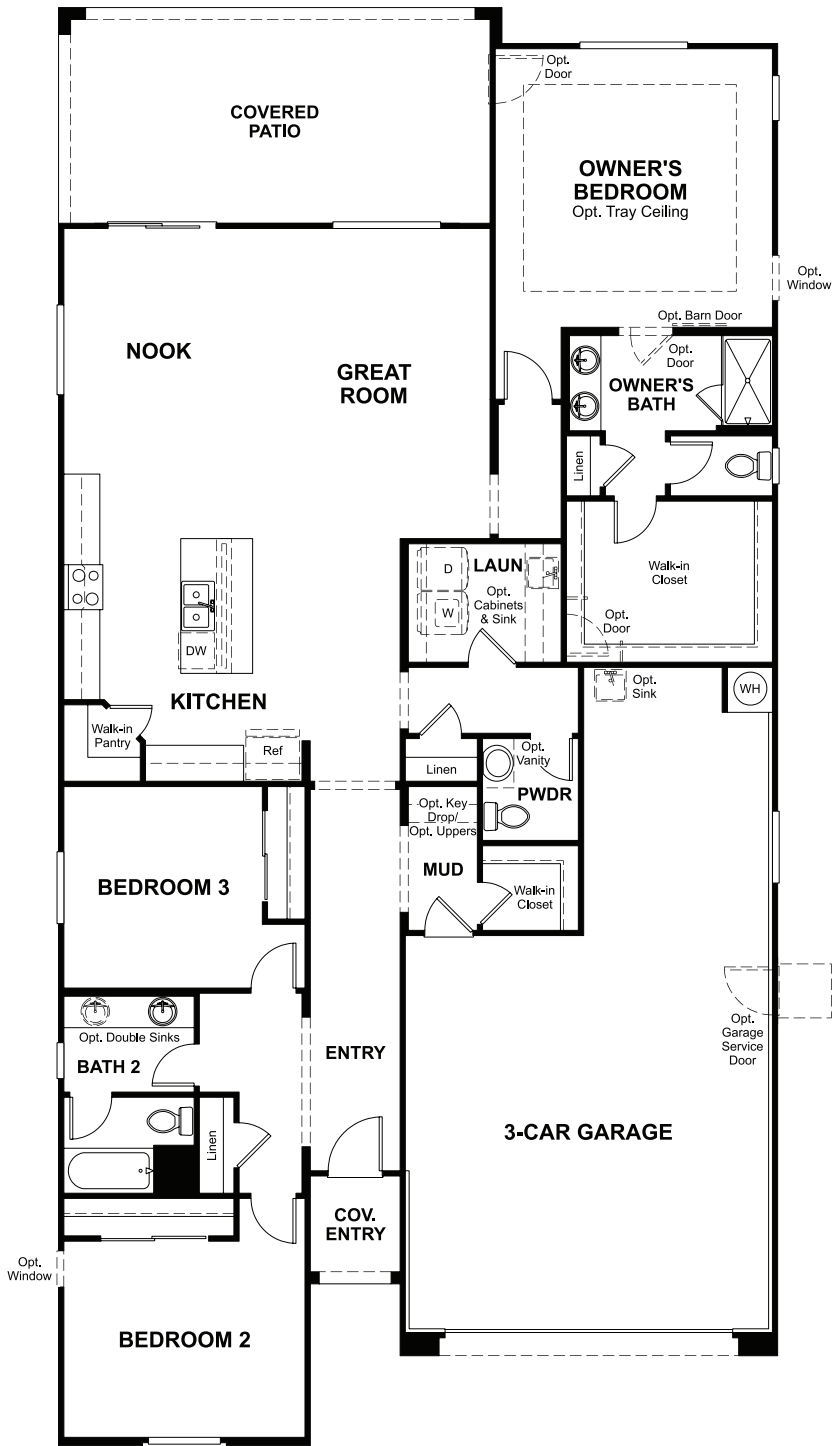 COVERED
PATIO
Opt.
Door
OWNER'S
BEDROOM
Opt. Tray Ceiling
Opt.
Window
Opt. Barn Door
NOOK
GREAT
ROOM
Opt.
Door
OWNER'S
BATH
Linen
Walk-in
Closet
D
LAUN
W
Opt.
Cabinets
& Sink
Opt.
Door
DW
KITCHEN
Opt.
Sink
WH
Walk-in
Pantry
Ref
Linen
Opt.
Vanity
PWDR
Opt. Key
Drop/
Opt. Uppers
MUD
Walk-in
Closet
BEDROOM 3
Opt. Double Sinks
BATH 2
Linen
ENTRY
Opt.
Garage
Service
Door
3-CAR GARAGE
COV.
ENTRY
Opt.
Window
BEDROOM 2